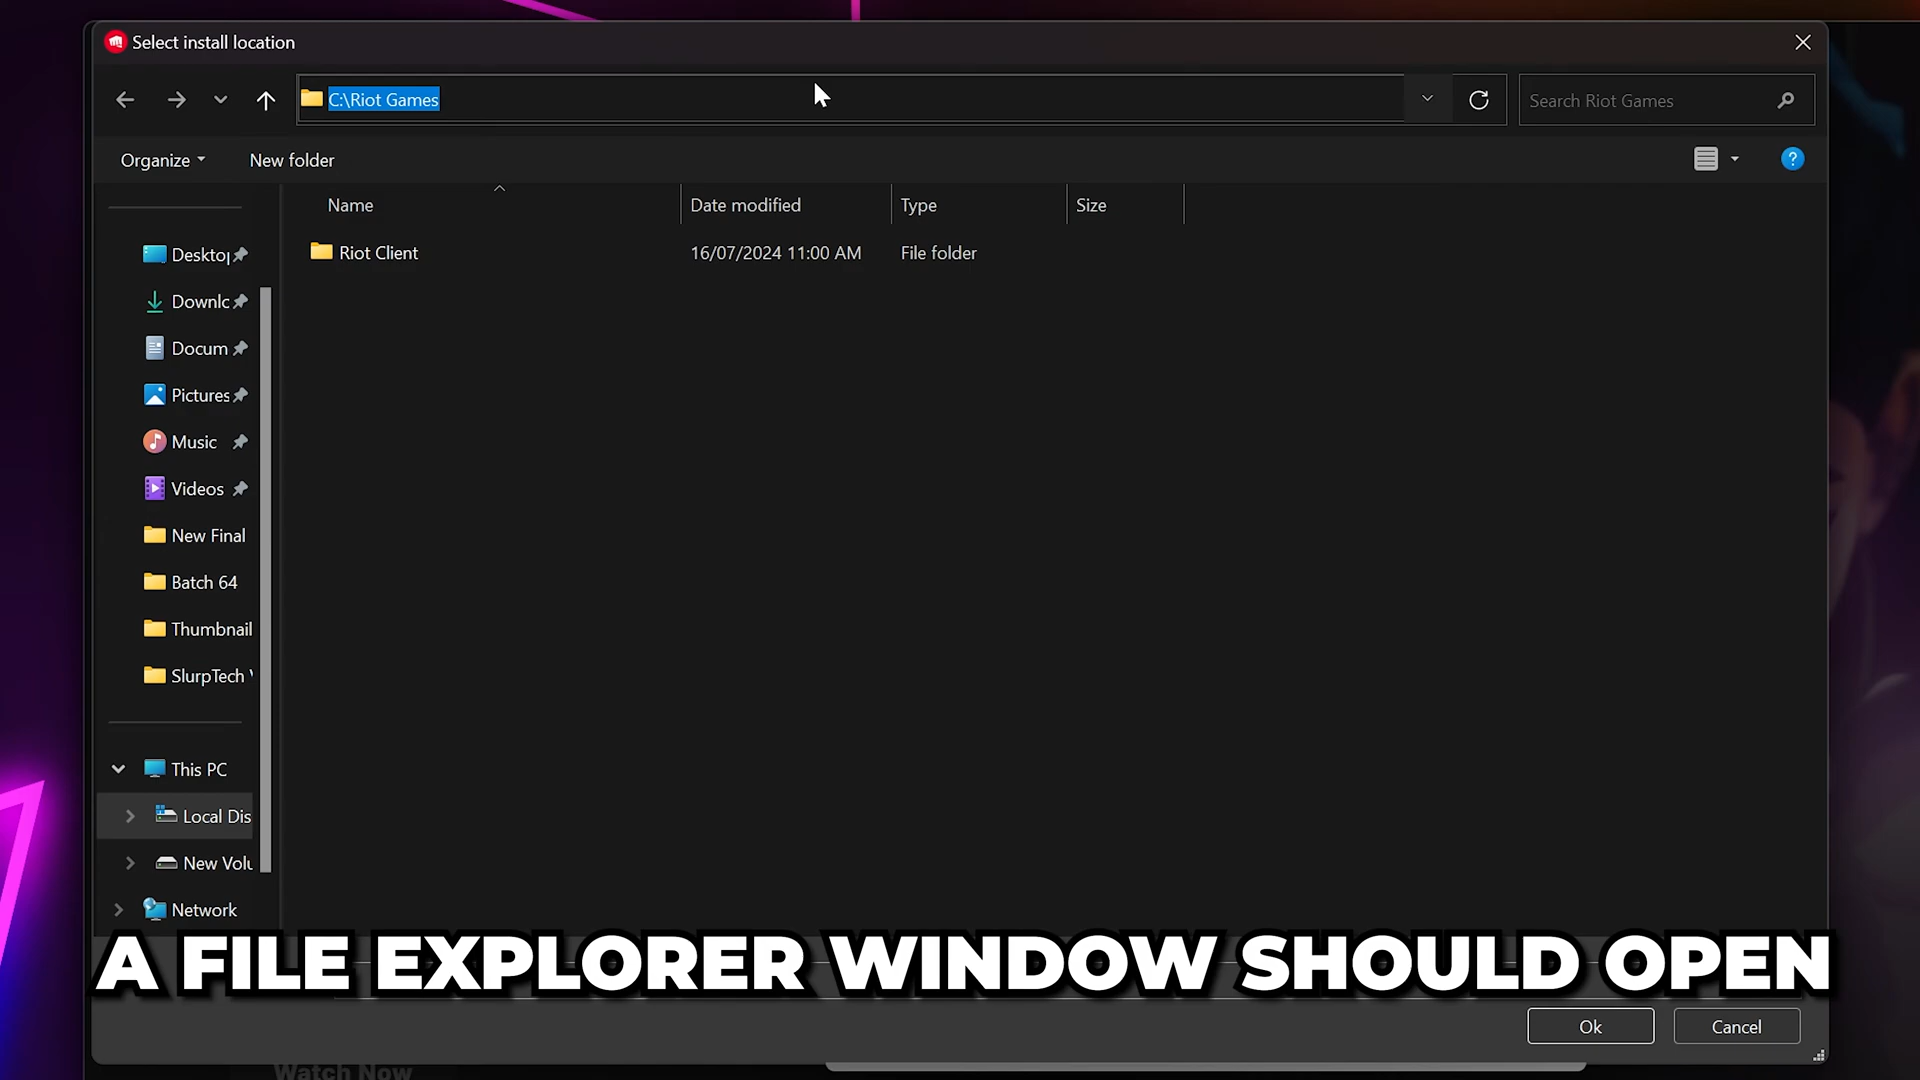 Select install location
C:\Riot Games
Search Riot Games
Organize
New folder
?
Name
Date modified
Type
Size
Riot Client
16/07/2024 11:00 AM
File folder
Desktop
Downlc
Docum
Pictures
Music
Videos
New Final
Batch 64
Thumbnail
SlurpTech
This PC
Local Dis
New Volu
Network
A FILE EXPLORER WINDOW SHOULD OPEN
Ok
Cancel
Watch Now